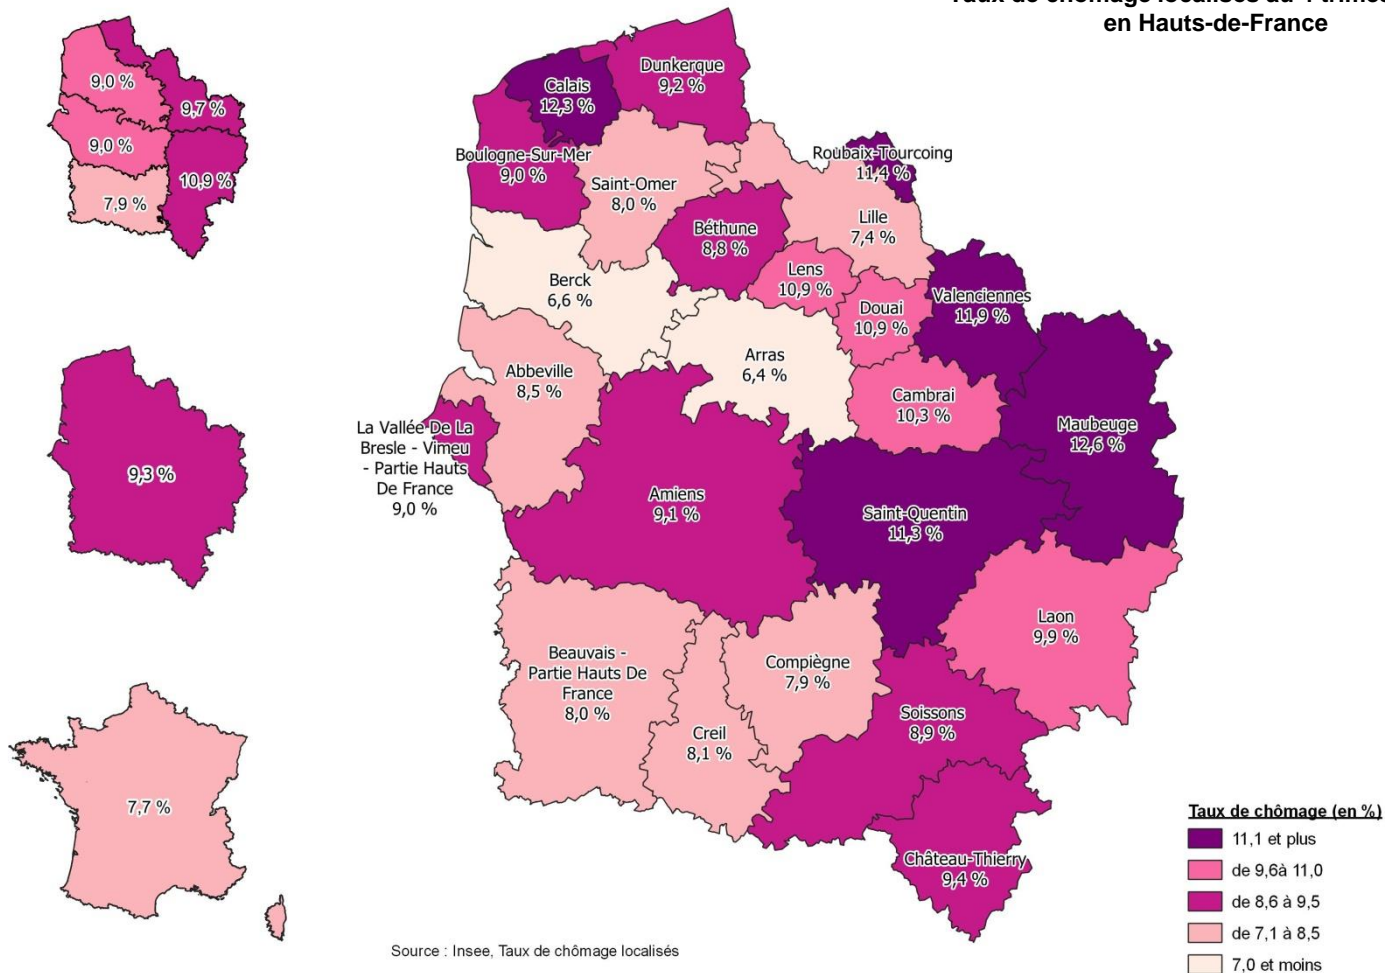 en Hauts-de-France
9,0 %
9,7 %
9,0 %
10,9 %
7,9 %
9,3 %
7,7 %
Dunkerque
9,2 %
Calais
12,3 %
Boulogne-Sur-Mer
9,0 %
Saint-Omer
8,0 %
Roubaix-Tourcoing
11,4 %
Lille
7,4 %
Béthune
8,8 %
Lens
10,9 %
Douai
10,9 %
Valenciennes
11,9 %
Berck
6,6 %
Arras
6,4 %
Abbeville
8,5 %
Cambrai
10,3 %
Maubeuge
12,6 %
La Vallée De La
Bresle - Vimeu
- Partie Hauts
De France
9,0 %
Amiens
9,1 %
Saint-Quentin
11,3 %
Laon
9,9 %
Beauvais -
Partie Hauts De
France
8,0 %
Compiègne
7,9 %
Creil
8,1 %
Soissons
8,9 %
Château-Thierry
9,4 %
Taux de chômage (en %)
11,1 et plus
de 9,6à 11,0
de 8,6 à 9,5
de 7,1 à 8,5
7,0 et moins
Source : Insee, Taux de chômage localisés